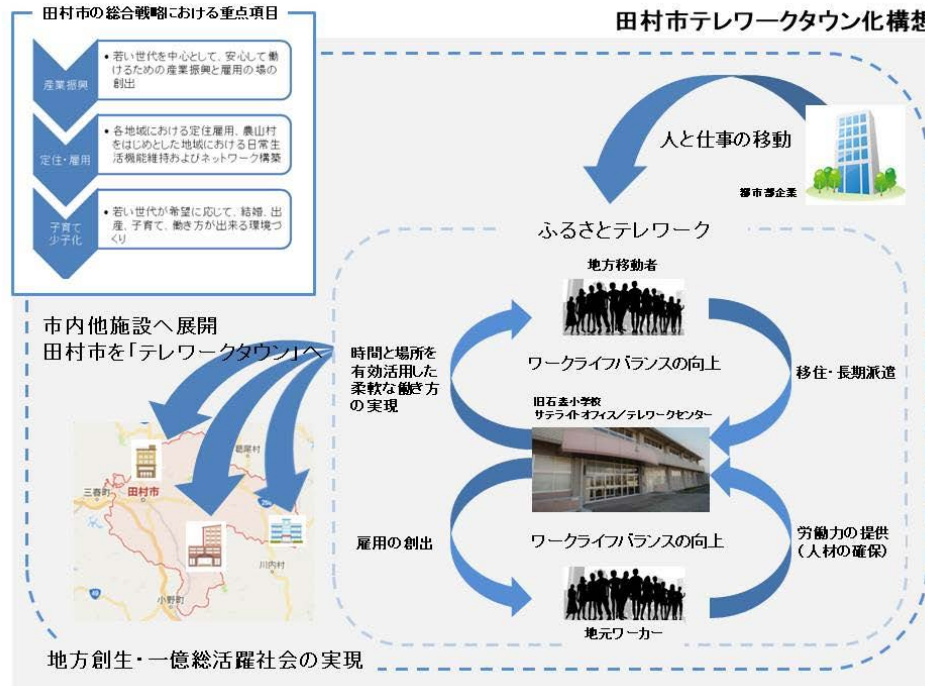 田村市の総合戦略における重点項目
産業振興
• 若い世代を中心として、安心して働
けるための産業振興と雇用の場の
創出
定住・雇用
• 各地域における定住雇用、農山村
をはじめとした地域における日常生
活機能維持およびネットワーク構築
子育て
少子化
• 若い世代が希望に応じて、結婚、出
産、子育て、働き方が出来る環境づ
くり
田村市テレワークタウン化構想
人と仕事の移動
都市部企業
ふるさとテレワーク
地方移動者
市内他施設へ展開
田村市を「テレワークタウン」へ
時間と場所を
有効活用した
柔軟な働き方
の実現
ワークライフバランスの向上
移住・長期派遣
旧石森小学校
サテライトオフィス/テレワークセンター
雇用の創出
ワークライフバランスの向上
労働力の提供
(人材の確保)
地元ワーカー
葛尾村
三春町
田村市
川内村
小野町
49
地方創生・一億総活躍社会の実現